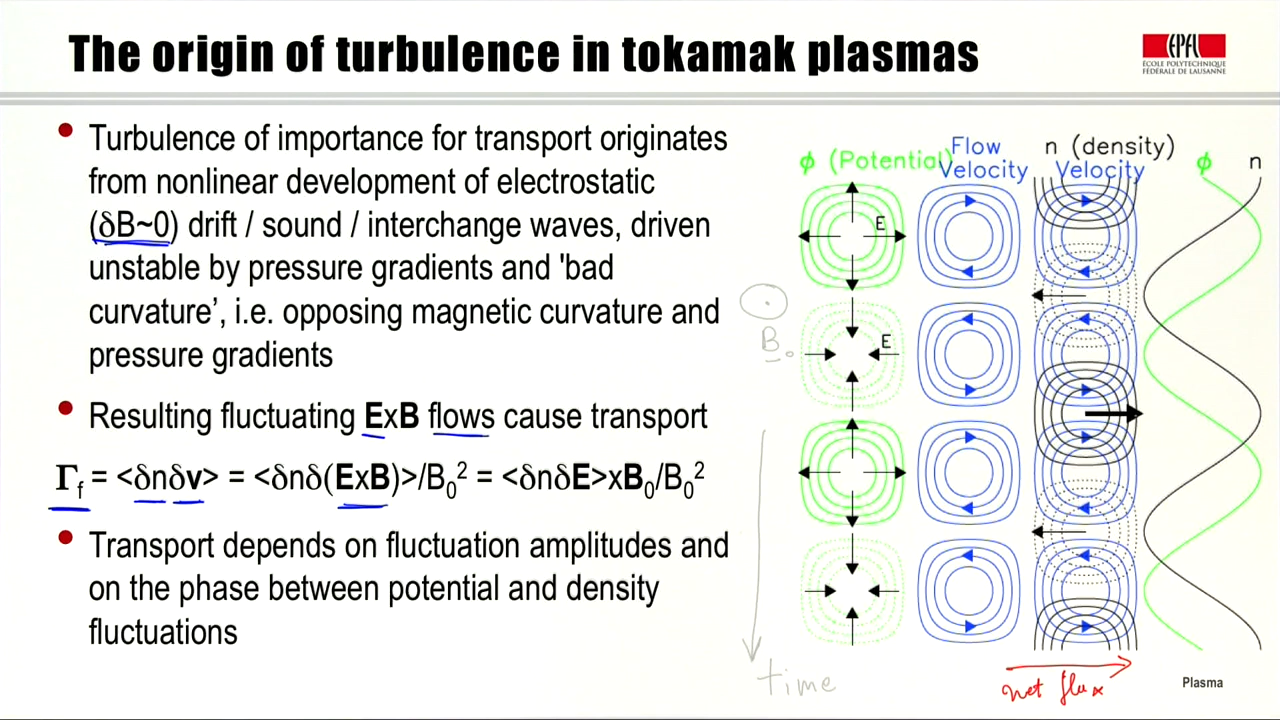 The origin of turbulence in tokamak plasmas
EPFL
ÉCOLE POLYTECHNIQUE
FÉDÉRALE DE LAUSANNE
• Turbulence of importance for transport originates
from nonlinear development of electrostatic
(δB~0) drift / sound / interchange waves, driven
unstable by pressure gradients and 'bad
curvature’, i.e. opposing magnetic curvature and
pressure gradients
• Resulting fluctuating ExB flows cause transport
Γf = <δnδv> = <δnδ(ExB)>/B₀² = <δnδE>xB₀/B₀²
• Transport depends on fluctuation amplitudes and
on the phase between potential and density
fluctuations
ϕ (Potential)
Flow
Velocity
n (density)
Velocity
ϕ
n
E
E
B₀
time
net flux
Plasma